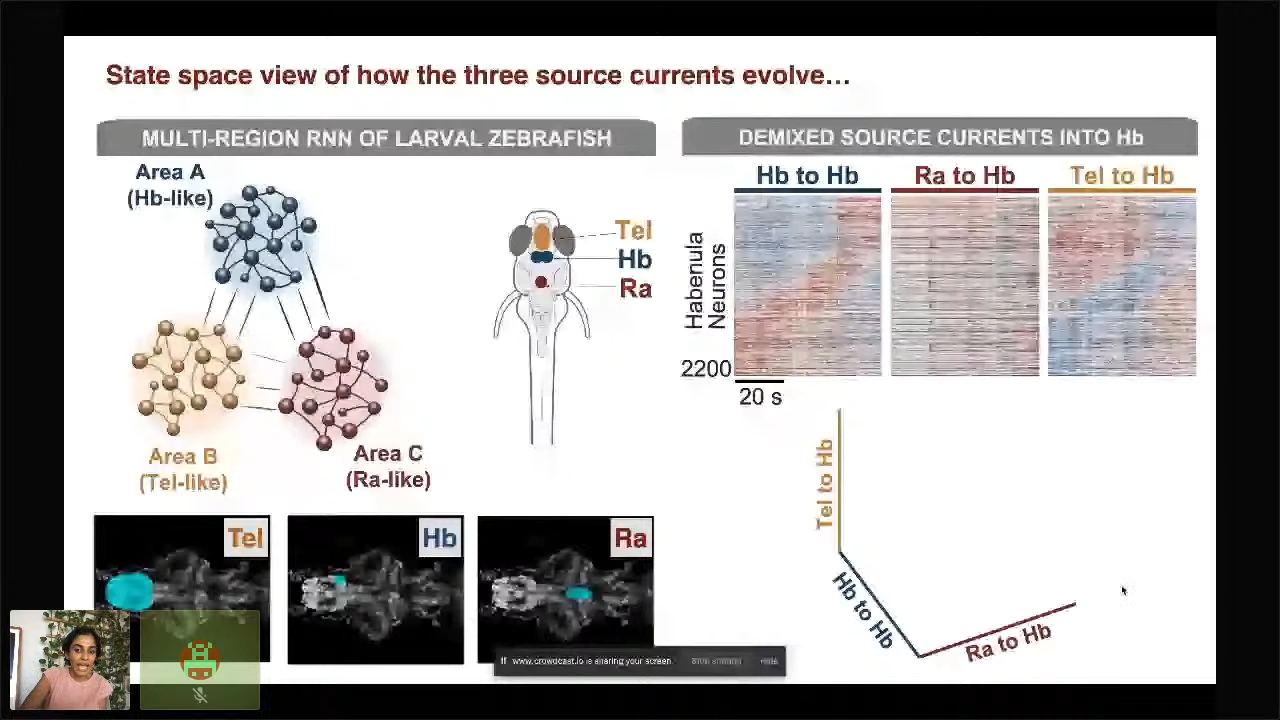 State space view of how the three source currents evolve...
MULTI-REGION RNN OF LARVAL ZEBRAFISH
Area A
(Hb-like)
Tel
Hb
Ra
Area B
(Tel-like)
Area C
(Ra-like)
Tel
Hb
Ra
DEMIXED SOURCE CURRENTS INTO Hb
Hb to Hb
Ra to Hb
Tel to Hb
Habenula
Neurons
2200
20 s
Tel to Hb
Hb to Hb
Ra to Hb
www.crowdcast.io is sharing your screen
Stop sharing
Hide